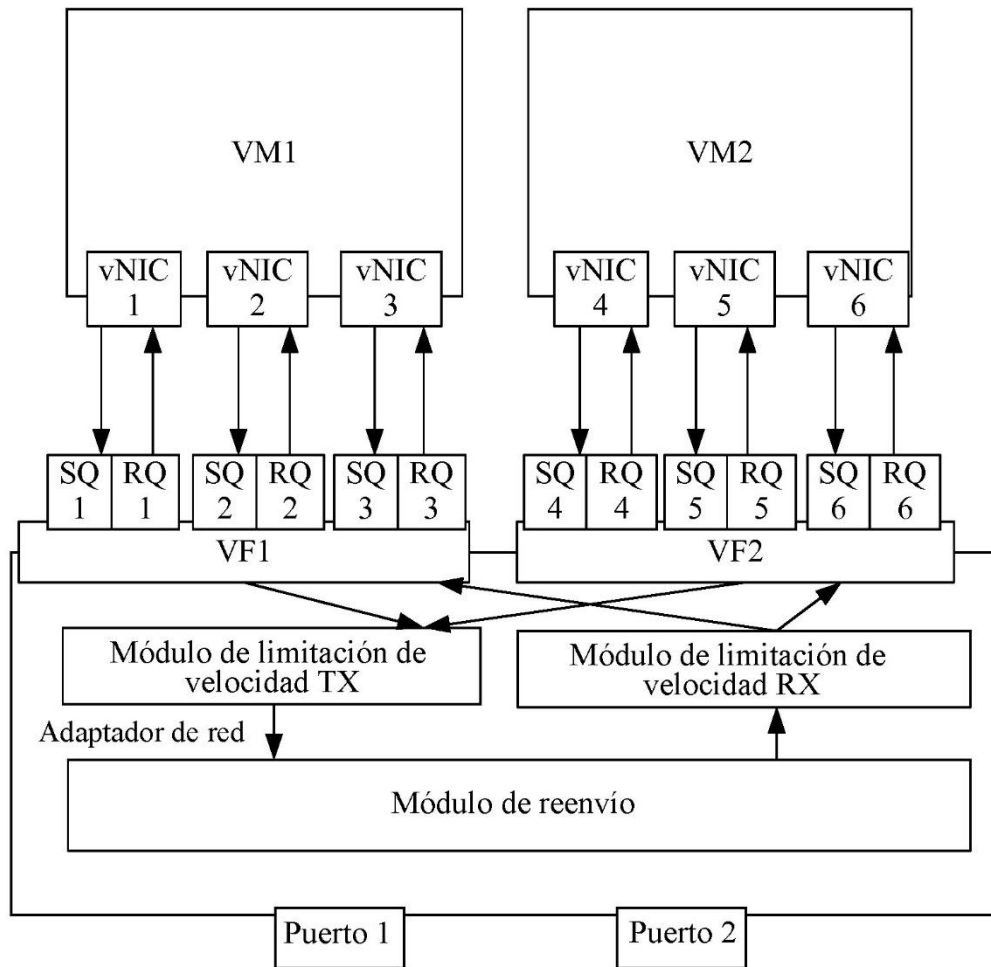 VM1 VM2
vNIC vNIC vNIC vNIC vNIC vNIC
1 2 3 4 5 6
SQ RQ SQ RQ SQ RQ SQ RQ SQ RQ SQ RQ
1 1 2 2 3 3 4 4 5 5 6 6
VF1 VF2
Módulo de limitación de
velocidad TX
Módulo de limitación de
velocidad RX
Adaptador de red
Módulo de reenvío
Puerto 1 Puerto 2